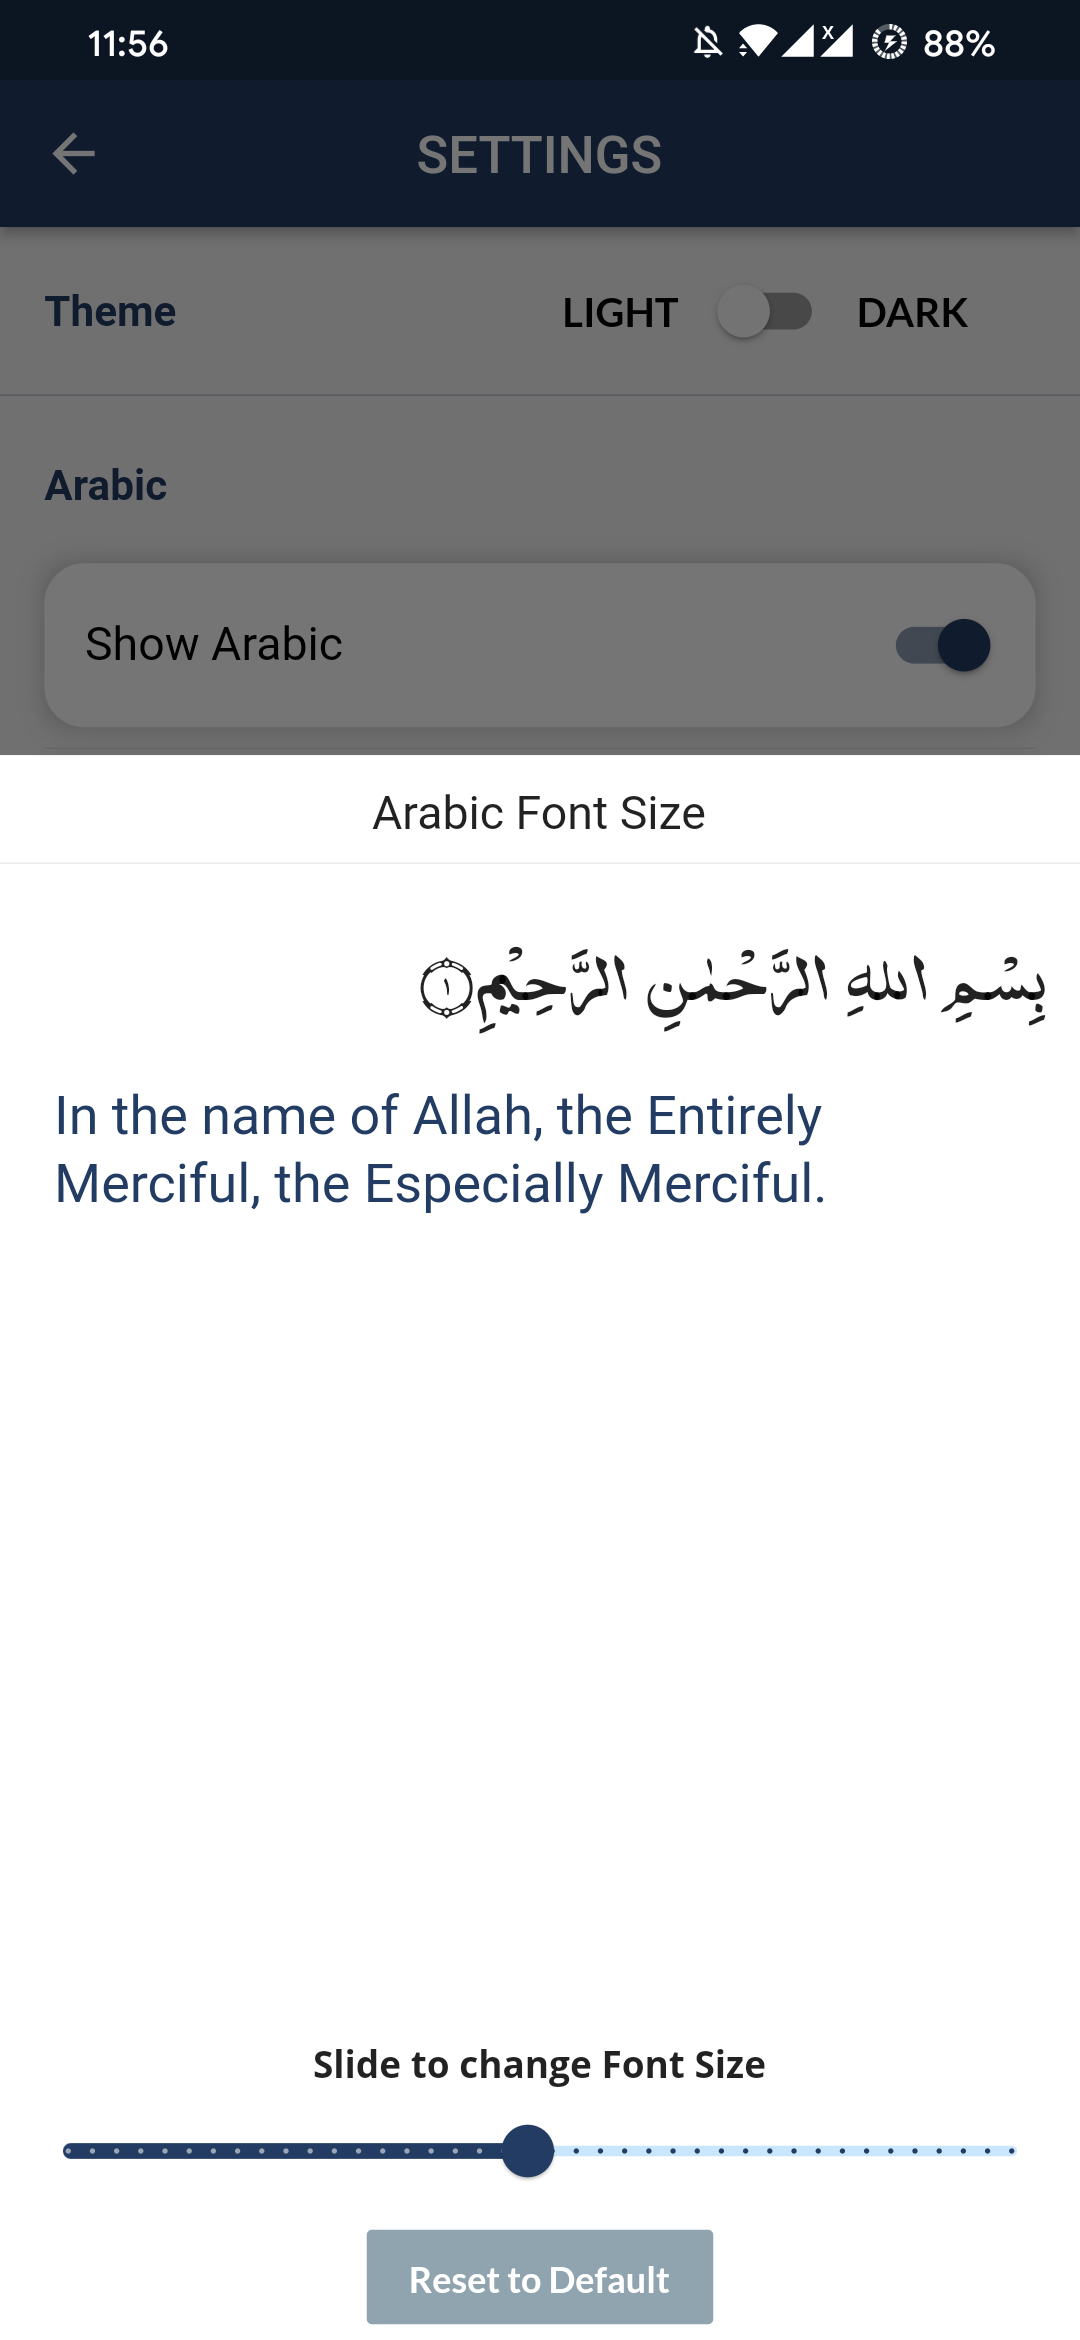 11:56
x
88%
SETTINGS
Theme
LIGHT
DARK
Arabic
Show Arabic
Arabic Font Size
بِسْمِ اللهِ الرَّحْمٰنِ الرَّحِيْمِ ١
In the name of Allah, the Entirely
Merciful, the Especially Merciful.
Slide to change Font Size
Reset to Default